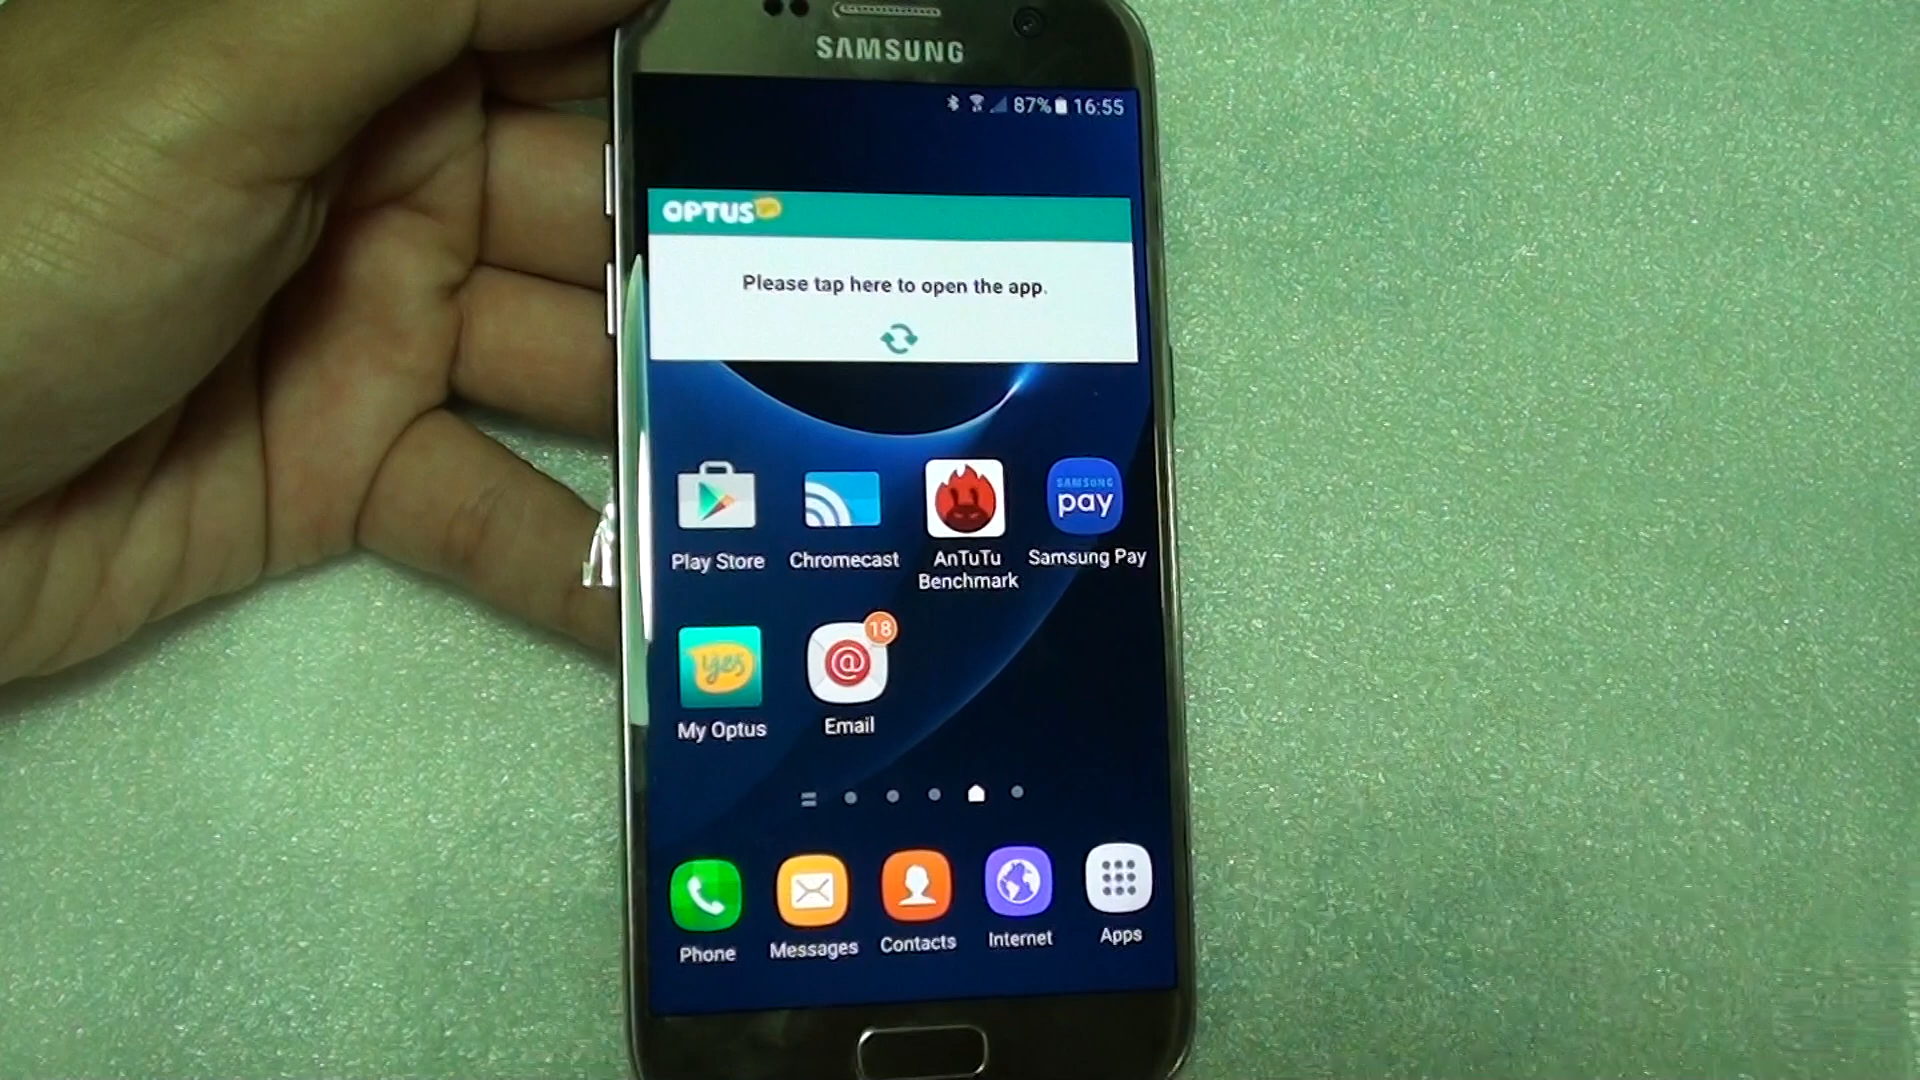 SAMSUNG
87% 16:55
OPTUS yes
Please tap here to open the app.
SAMSUNG
pay
Play Store
Chromecast
AnTuTu
Benchmark
Samsung Pay
yes
@
18
My Optus
Email
Phone
Messages
Contacts
Internet
Apps